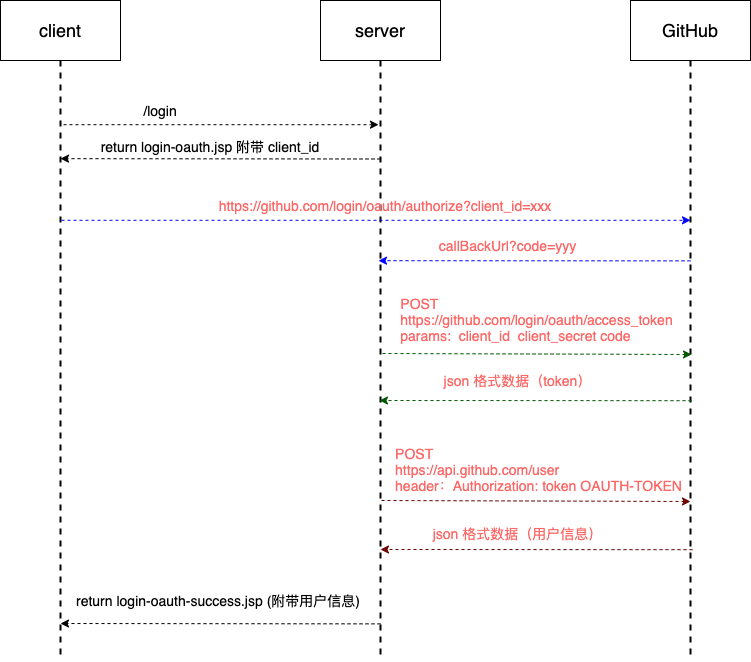 client
server
GitHub
/login
return login-oauth.jsp 附带 client_id
https://github.com/login/oauth/authorize?client_id=xxx
callBackUrl?code=yyy
POST
https://github.com/login/oauth/access_token
params:  client_id  client_secret code
json 格式数据（token）
POST
https://api.github.com/user
header：Authorization: token OAUTH-TOKEN
json 格式数据（用户信息）
return login-oauth-success.jsp (附带用户信息)